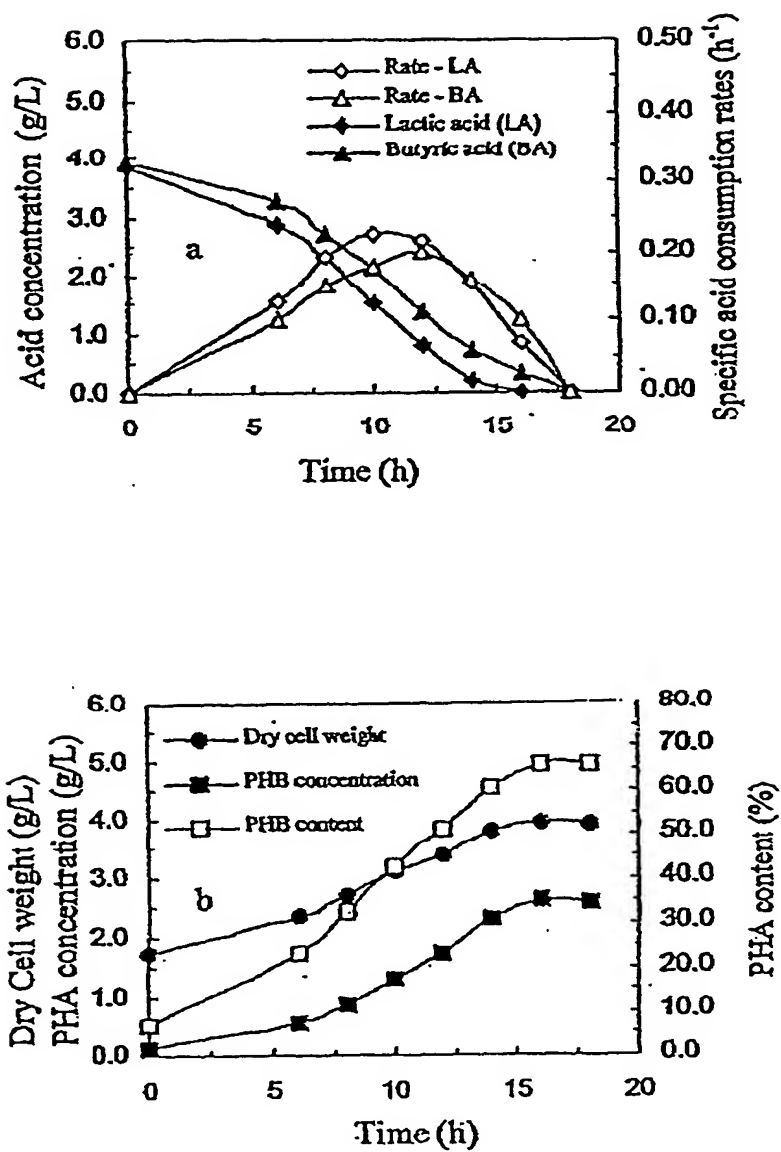 Acid concentration (g/L)
6.0
5.0
4.0
3.0
2.0
1.0
0.0
Rate - LA
Rate - BA
Lactic acid (LA)
Butyric acid (BA)
a
0.50
0.40
0.30
0.20
0.10
0.00
Specific acid consumption rates (h⁻¹)
0 5 10 15 20
Time (h)
Dry Cell weight (g/L)
PHA concentration (g/L)
6.0
5.0
4.0
3.0
2.0
1.0
0.0
Dry cell weight
PHB concentration
PHB content
b
80.0
70.0
60.0
50.0
40.0
30.0
20.0
10.0
0.0
PHA content (%)
0 5 10 15 20
Time (h)